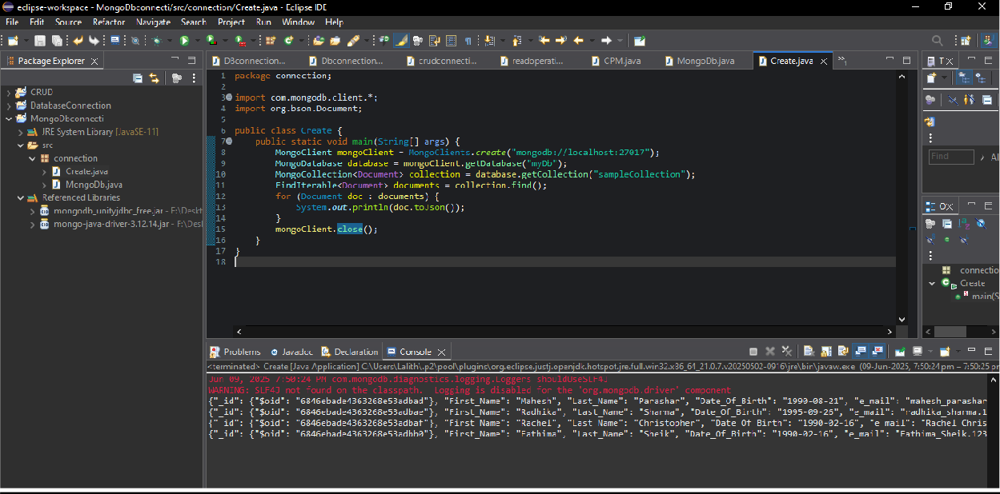 eclipse-workspace - MongoDbconnecti/src/connection/Create.java - Eclipse IDE
File Edit Source Refactor Navigate Search Project Run Window Help
Package Explorer
DBconnection... Dbconnection... crudconnecti... readoperati... CPM.java MongoDb.java Create.java
CRUD
DatabaseConnection
MongoDbconnecti
JRE System Library [JavaSE-11]
src
connection
Create.java
MongoDb.java
Referenced Libraries
mongodb_unityjdbc_free.jar - F:\Deskt
mongo-java-driver-3.12.14.jar - F:\Desl
1 package connection;
2
3 import com.mongodb.client.*;
4 import org.bson.Document;
5
6 public class Create {
7 public static void main(String[] args) {
8 MongoClient mongoClient = MongoClients.create("mongodb://localhost:27017");
9 MongoDatabase database = mongoClient.getDatabase("myDb");
10 MongoCollection<Document> collection = database.getCollection("sampleCollection");
11 FindIterable<Document> documents = collection.find();
12 for (Document doc : documents) {
13 System.out.println(doc.toJson());
14 }
15 mongoClient.close();
16 }
17 }
18
T
Find
Al
O
connectio
Create
main(S
Problems Javadoc Declaration Console
<terminated> Create [Java Application] C:\Users\Lalith\.p2\pool\plugins\org.eclipse.justj.openjdk.hotspot.jre.full.win32.x86_64_21.0.7.v20250502-0916\jre\bin\javaw.exe (09-Jun-2025, 7:50:24 pm – 7:50:25 pm
Jun 09, 2025 7:50:24 PM com.mongodb.diagnostics.logging.Loggers shouldUseSLF4J
WARNING: SLF4J not found on the classpath. Logging is disabled for the 'org.mongodb.driver' component
{"_id": {"$oid": "6846ebade4363268e53adbad"}, "First_Name": "Mahesh", "Last_Name": "Parashar", "Date_Of_Birth": "1990-08-21", "e_mail": "mahesh_parashar
{"_id": {"$oid": "6846ebade4363268e53adbae"}, "First_Name": "Radhika", "Last_Name": "Sharma", "Date_Of_Birth": "1995-09-26", "e_mail": "radhika_sharma.1
{"_id": {"$oid": "6846ebade4363268e53adbaf"}, "First_Name": "Rachel", "Last_Name": "Christopher", "Date_Of_Birth": "1990-02-16", "e_mail": "Rachel_Chris
{"_id": {"$oid": "6846ebade4363268e53adbb0"}, "First_Name": "Fathima", "Last_Name": "Sheik", "Date_Of_Birth": "1990-02-16", "e_mail": "Fathima_Sheik.123